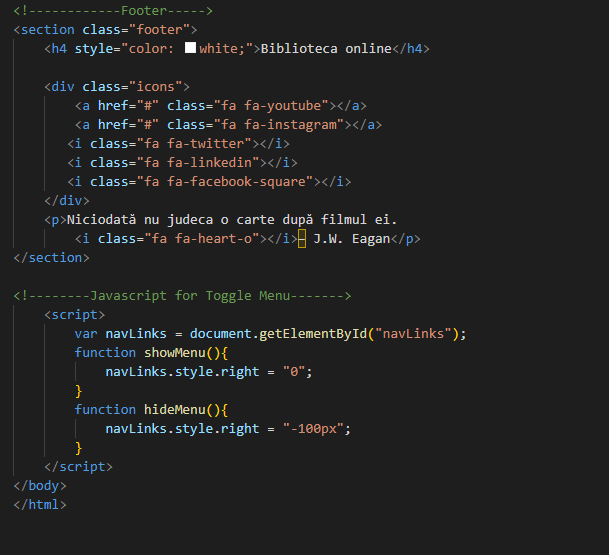 <!------------Footer----->
<section class="footer">
    <h4 style="color: white;">Biblioteca online</h4>

    <div class="icons">
        <a href="#" class="fa fa-youtube"></a>
        <a href="#" class="fa fa-instagram"></a>
       <i class="fa fa-twitter"></i>
       <i class="fa fa-linkedin"></i>
       <i class="fa fa-facebook-square"></i>
    </div>
    <p>Niciodată nu judeca o carte după filmul ei.
        <i class="fa fa-heart-o"></i>– J.W. Eagan</p>
</section>

<!--------Javascript for Toggle Menu------->
    <script>
        var navLinks = document.getElementById("navLinks");
        function showMenu(){
            navLinks.style.right = "0";
        }
        function hideMenu(){
            navLinks.style.right = "-100px";
        }
    </script>
</body>
</html>